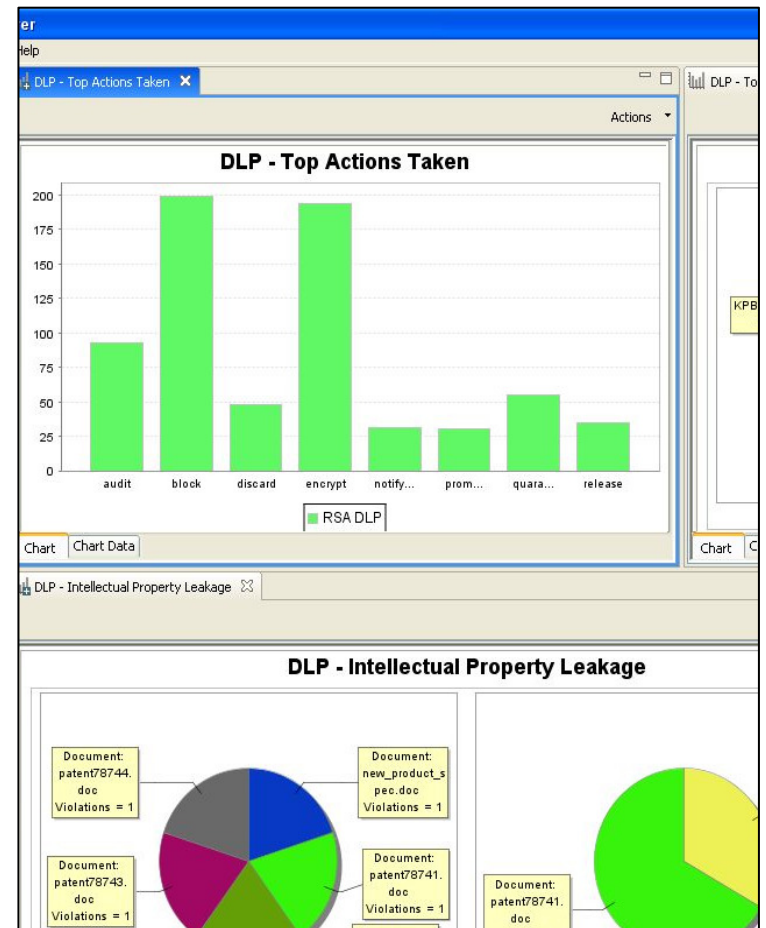 er
Help
DLP - Top Actions Taken
DLP - To
Actions
DLP - Top Actions Taken
200
175
150
125
100
75
50
25
0
audit block discard encrypt notify... prom... quara... release
RSA DLP
KPB
Chart Chart Data
Chart C
DLP - Intellectual Property Leakage
DLP - Intellectual Property Leakage
Document:
patent78744.
doc
Violations = 1
Document:
new_product_s
pec.doc
Violations = 1
Document:
patent78743.
doc
Violations = 1
Document:
patent78741.
doc
Violations = 1
Document:
patent78741.
doc